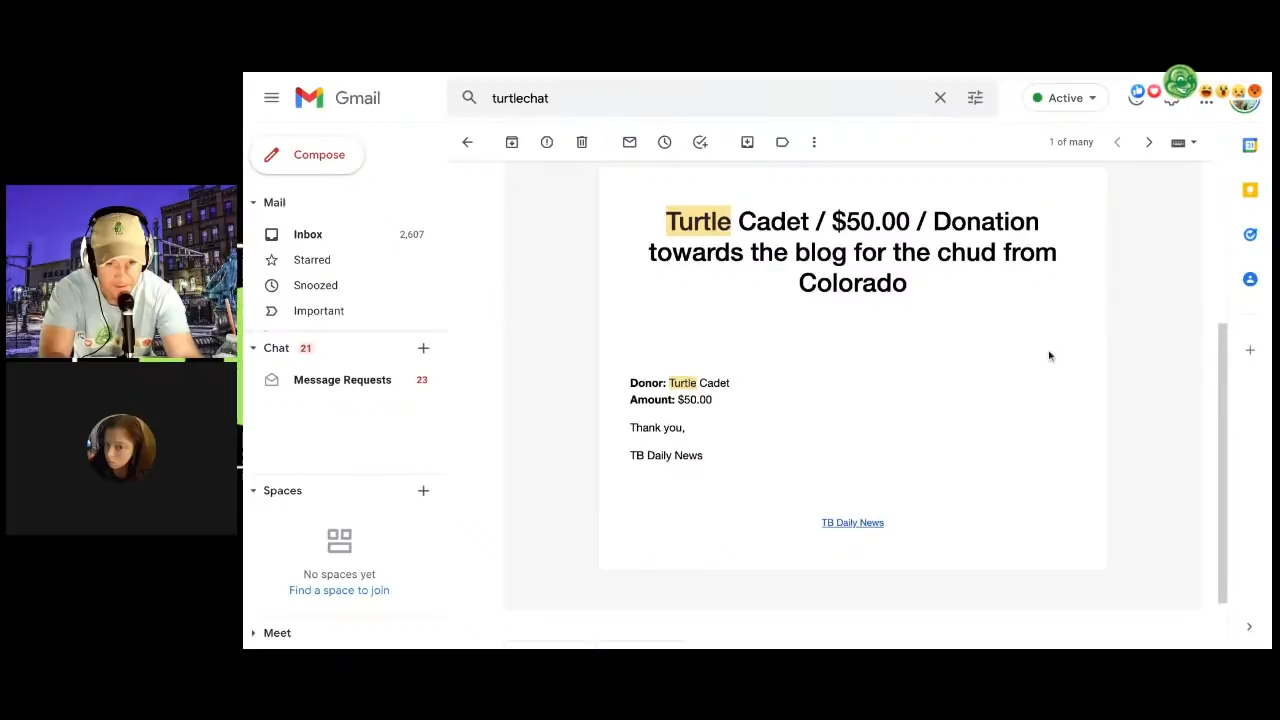 Gmail
turtlechat
Active
Compose
1 of many
Mail
Inbox 2,607
Starred
Snoozed
Important
Chat 21
Message Requests 23
Spaces
No spaces yet
Find a space to join
Meet
Turtle Cadet / $50.00 / Donation
towards the blog for the chud from
Colorado
Donor: Turtle Cadet
Amount: $50.00
Thank you,
TB Daily News
TB Daily News
31